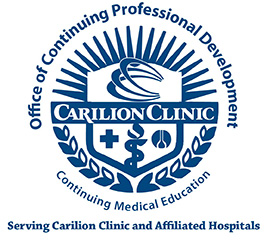 Office of Continuing Professional Development
CARILION CLINIC
Continuing Medical Education
Serving Carilion Clinic and Affiliated Hospitals